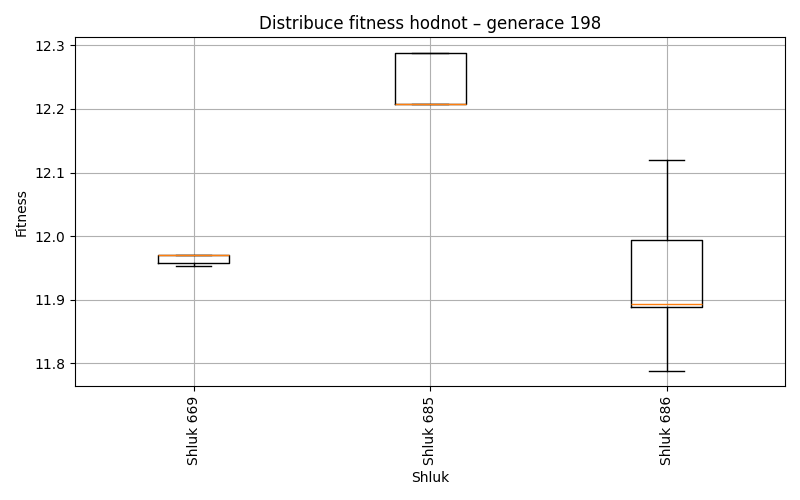 Distribuce fitness hodnot – generace 198
12.3
12.2
12.1
12.0
11.9
11.8
Fitness
Shluk 669
Shluk 685
Shluk 686
Shluk